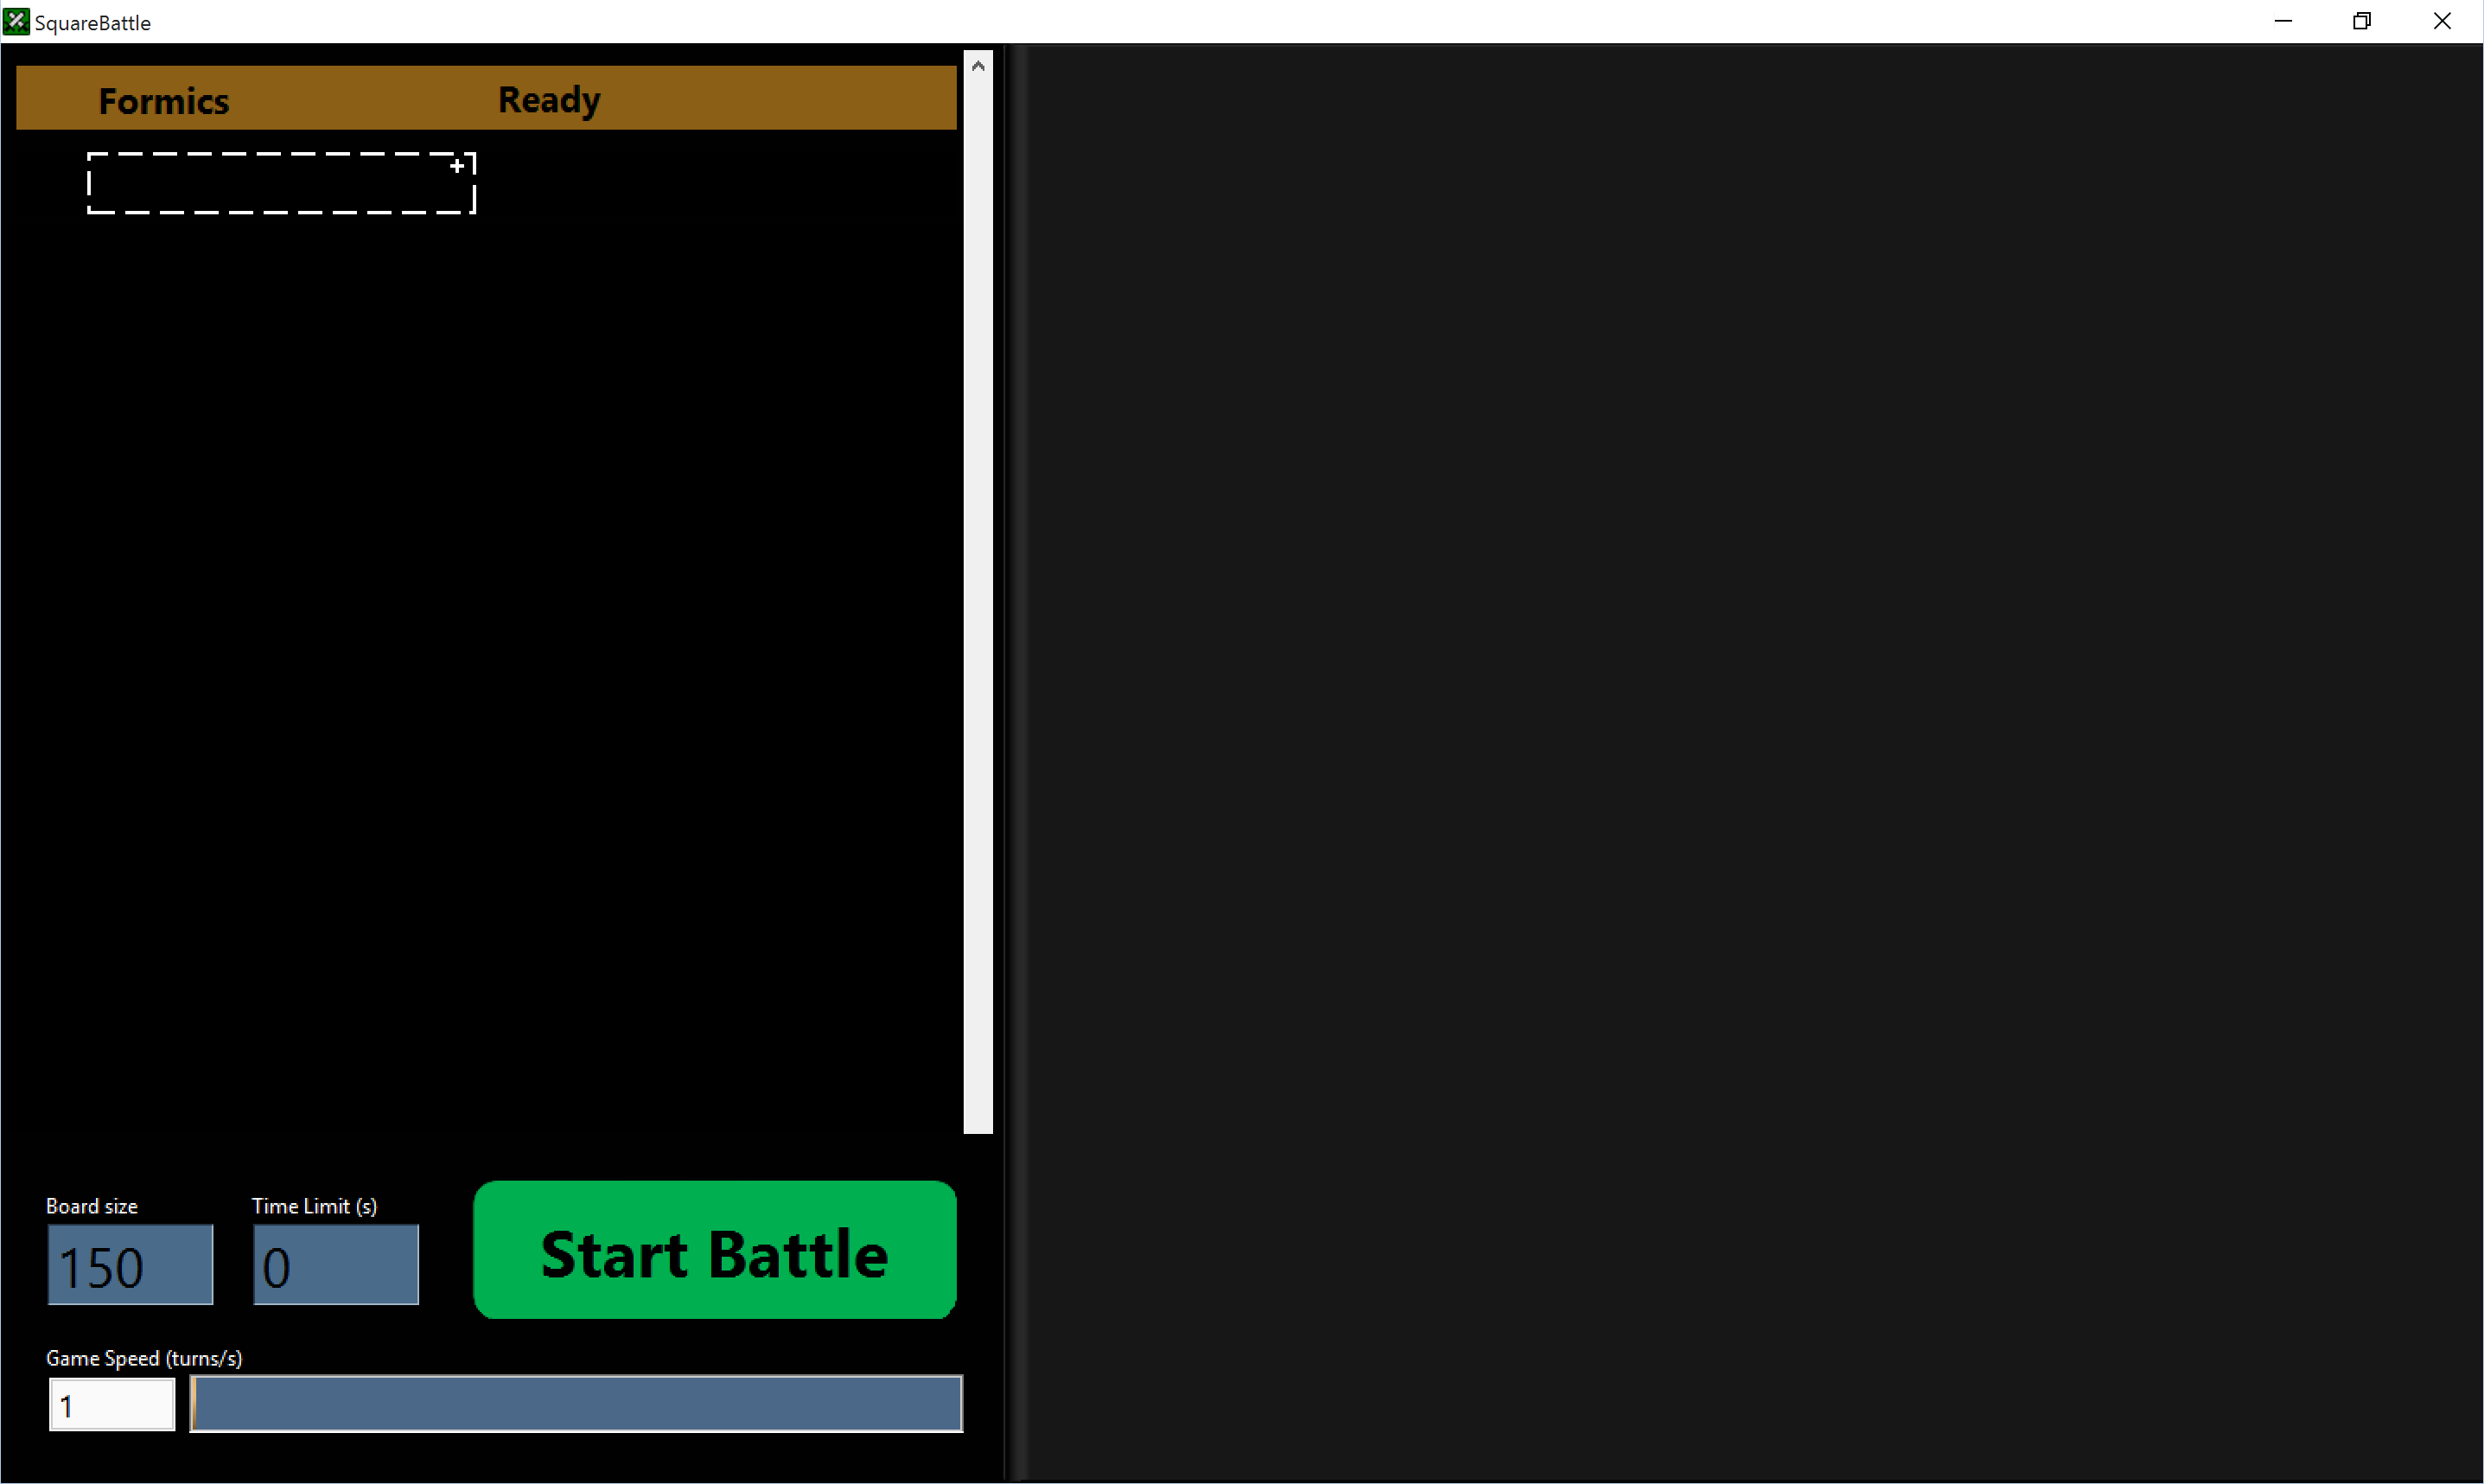 SquareBattle
Formics Ready
+
Board size Time Limit (s)
150 0
Start Battle
Game Speed (turns/s)
1